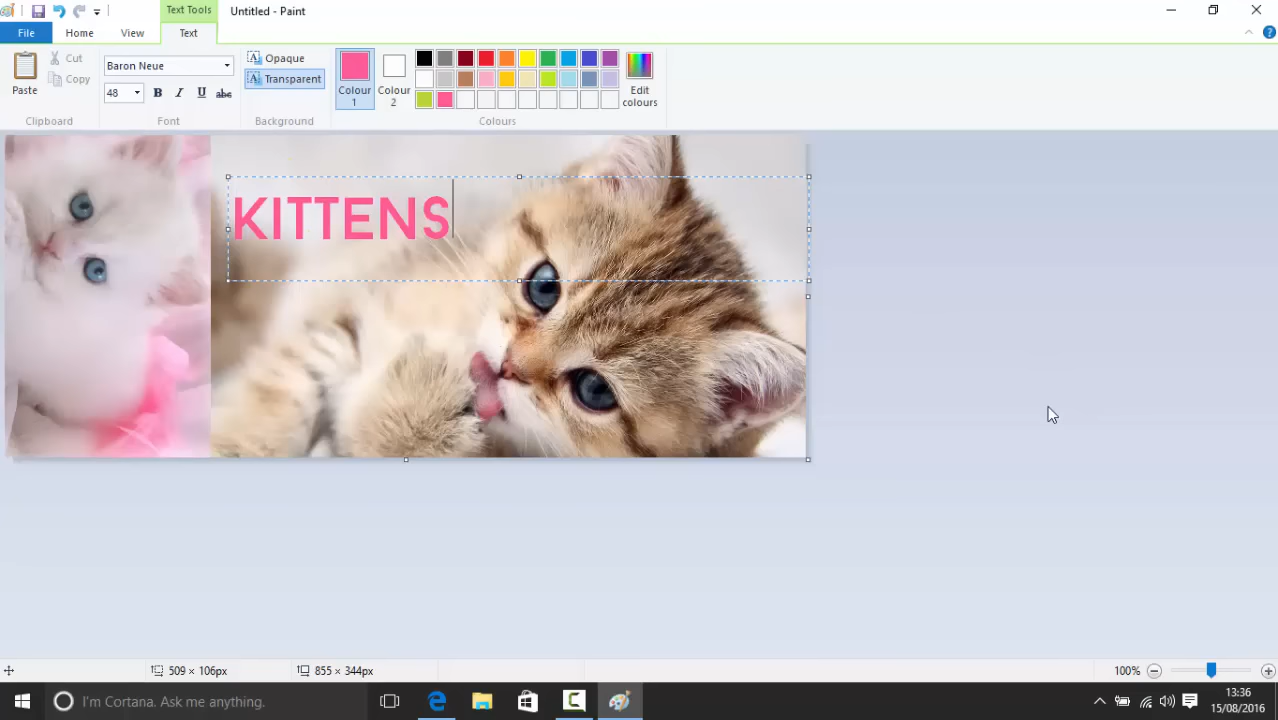 Text Tools
Untitled - Paint
File
Home
View
Text
Paste
Cut
Copy
Clipboard
Baron Neue
48
B I U abc
Font
Opaque
Transparent
Background
Colour 1
Colour 2
Edit colours
Colours
KITTENS
509 × 106px
855 × 344px
100%
I'm Cortana. Ask me anything.
13:36
15/08/2016